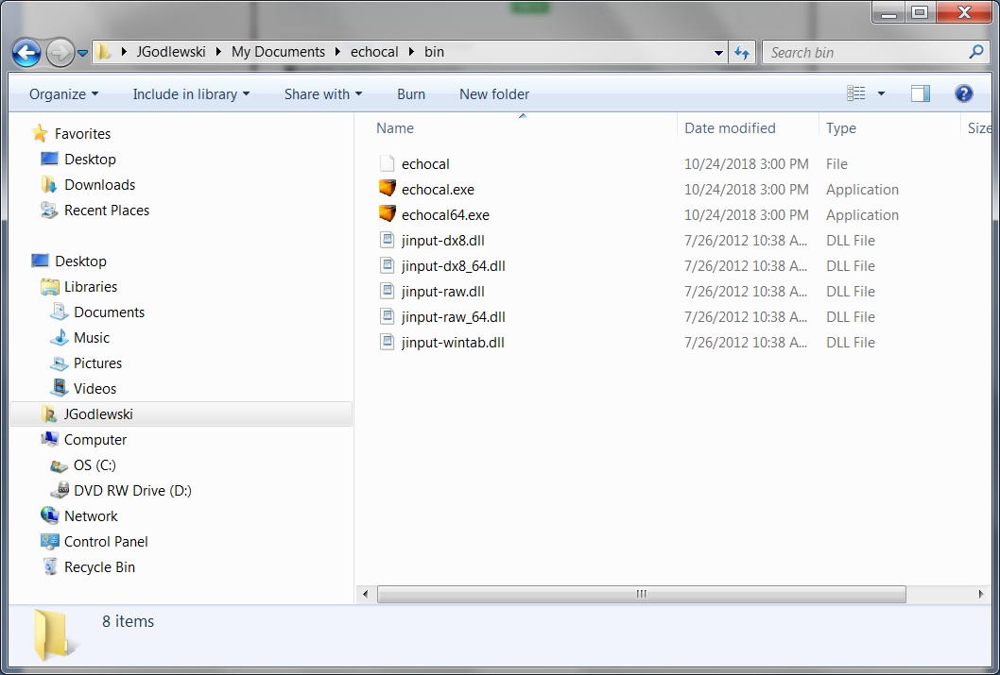 JGodlewski My Documents echocal bin Search bin
Organize Include in library Share with Burn New folder
Favorites
Desktop
Downloads
Recent Places
Desktop
Libraries
Documents
Music
Pictures
Videos
JGodlewski
Computer
OS (C:)
DVD RW Drive (D:)
Network
Control Panel
Recycle Bin
Name Date modified Type Size
echocal 10/24/2018 3:00 PM File
echocal.exe 10/24/2018 3:00 PM Application
echocal64.exe 10/24/2018 3:00 PM Application
jinput-dx8.dll 7/26/2012 10:38 A... DLL File
jinput-dx8_64.dll 7/26/2012 10:38 A... DLL File
jinput-raw.dll 7/26/2012 10:38 A... DLL File
jinput-raw_64.dll 7/26/2012 10:38 A... DLL File
jinput-wintab.dll 7/26/2012 10:38 A... DLL File
8 items